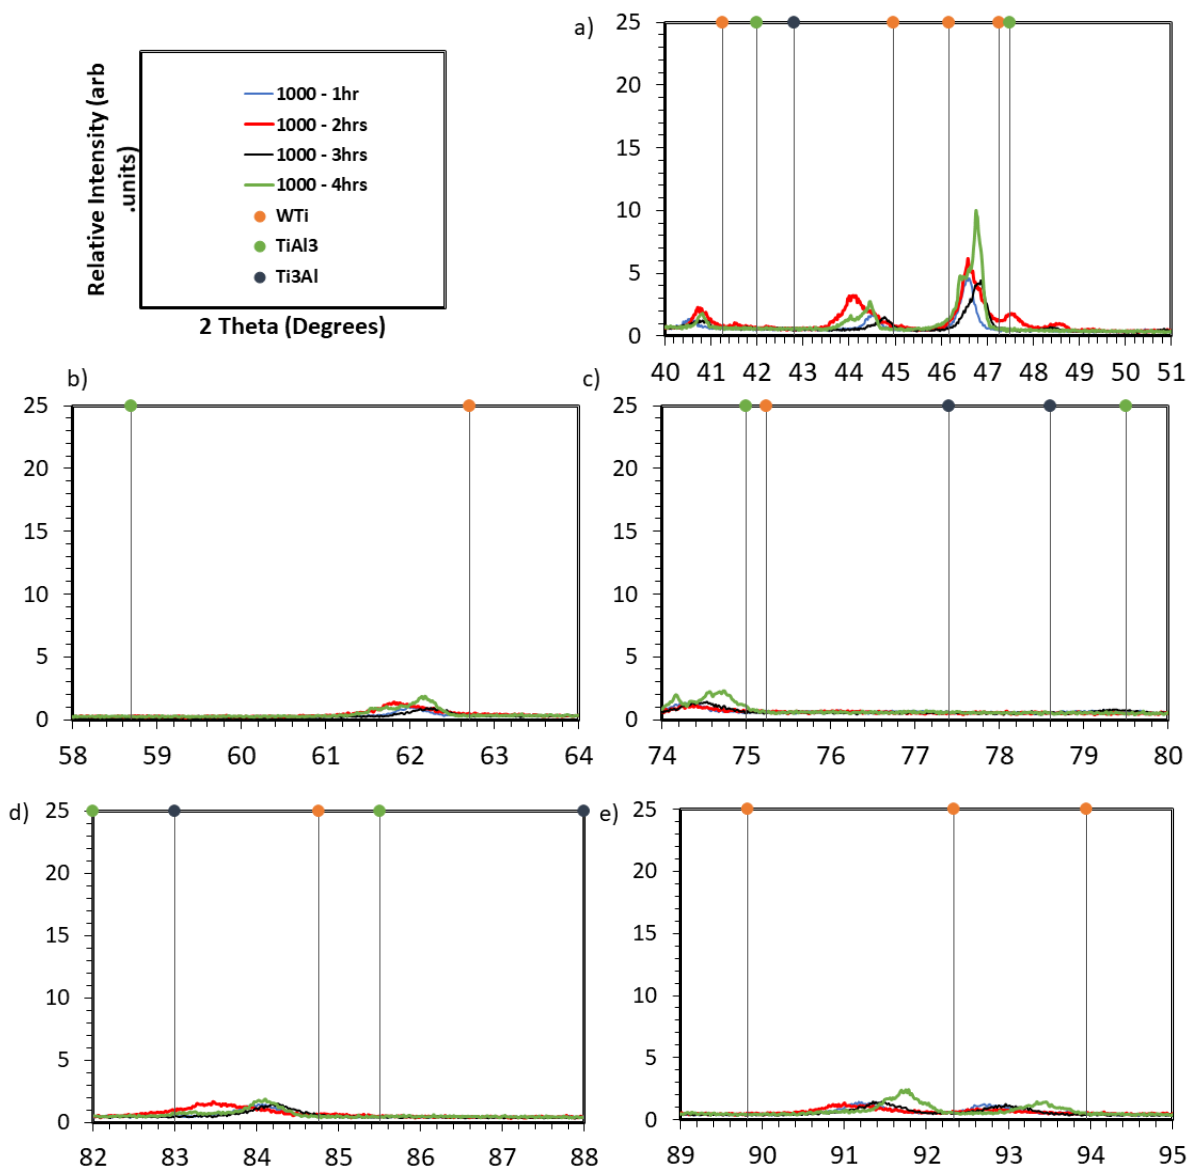 a)
Relative Intensity (arb
.units)
1000 - 1hr
1000 - 2hrs
1000 - 3hrs
1000 - 4hrs
WTi
TiAl3
Ti3Al
2 Theta (Degrees)
25
20
15
10
5
0
40 41 42 43 44 45 46 47 48 49 50 51
b)
25
20
15
10
5
0
58 59 60 61 62 63 64
c)
25
20
15
10
5
0
74 75 76 77 78 79 80
d)
25
20
15
10
5
0
82 83 84 85 86 87 88
e)
25
20
15
10
5
0
89 90 91 92 93 94 95